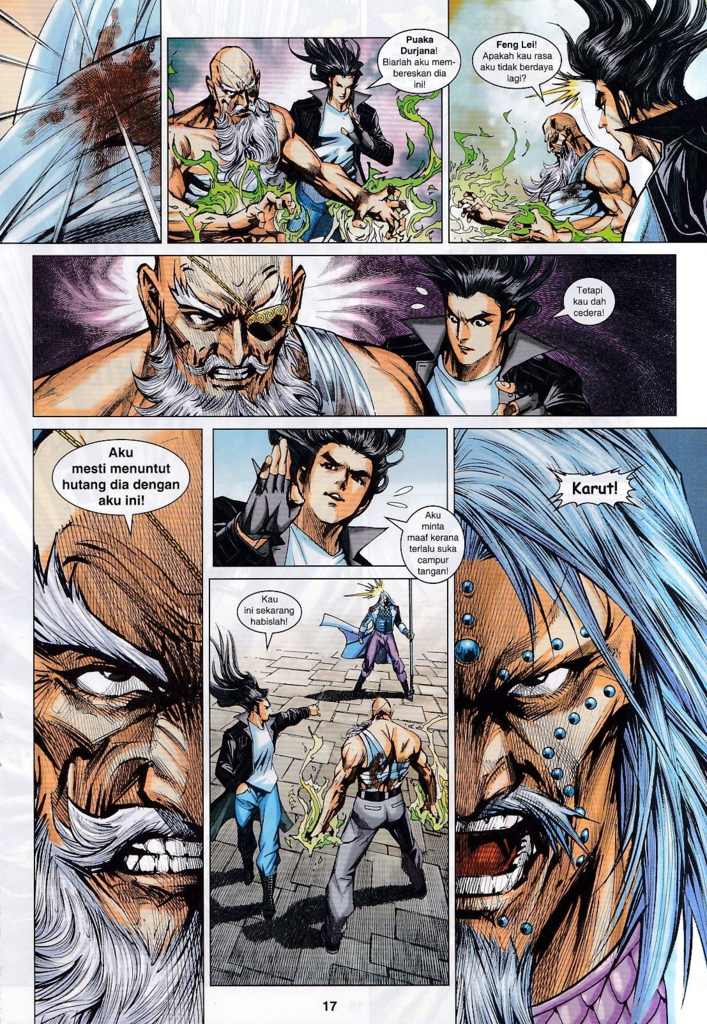 Puaka
Durjana!
Biarlah aku mem-
bereskan dia
ini!
Feng Lei!
Apakah kau rasa
aku tidak berdaya
lagi?
Tetapi
kau dah
cedera!
Aku
mesti menuntut
hutang dia dengan
aku ini!
Aku
minta
maaf kerana
terlalu suka
campur
tangan!
Karut!
Kau
ini sekarang
habislah!
17